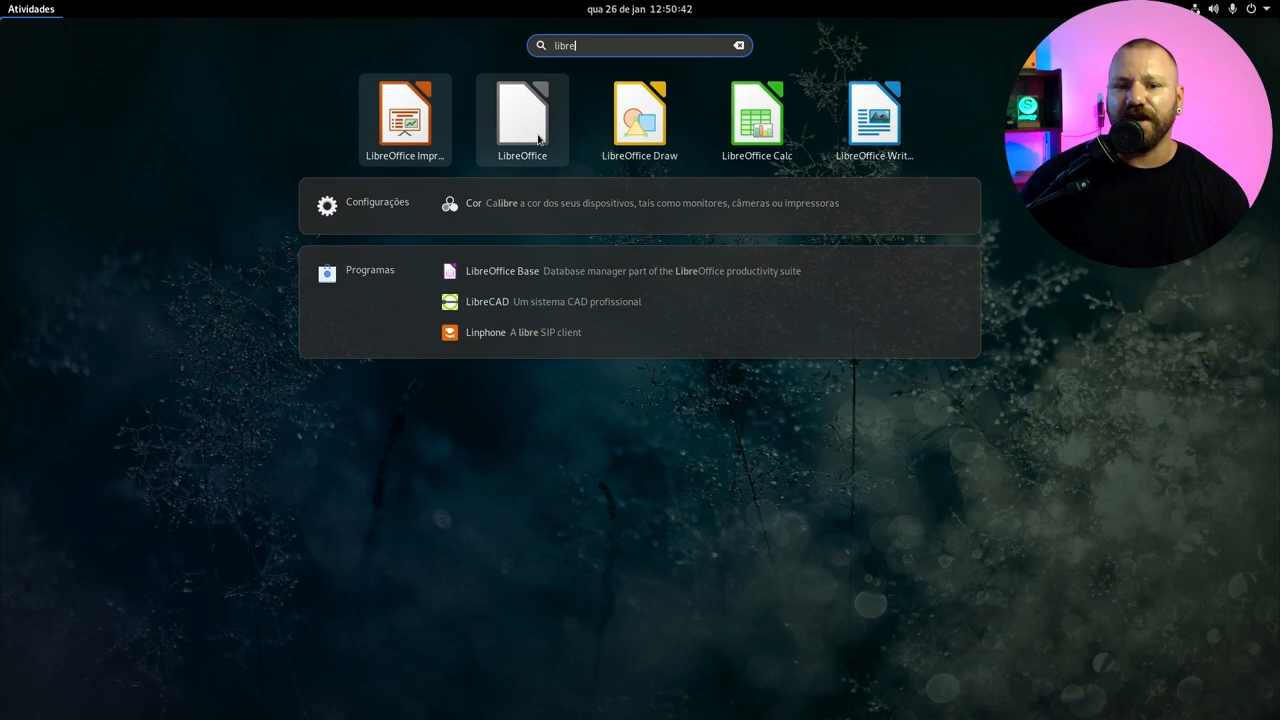 Atividades
qua 26 de jan 12:50:42
libre
LibreOffice Impr...
LibreOffice
LibreOffice Draw
LibreOffice Calc
LibreOffice Writ...
Configurações
Cor Calibre a cor dos seus dispositivos, tais como monitores, câmeras ou impressoras
Programas
LibreOffice Base Database manager part of the LibreOffice productivity suite
LibreCAD Um sistema CAD profissional
Linphone A libre SIP client